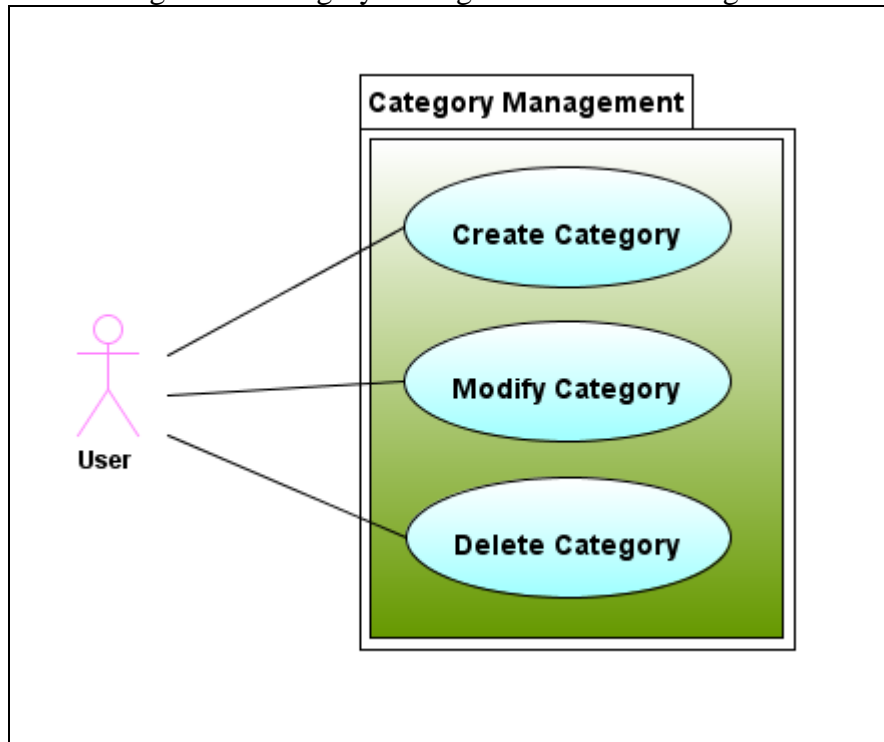 Category Management
Create Category
Modify Category
User
Delete Category